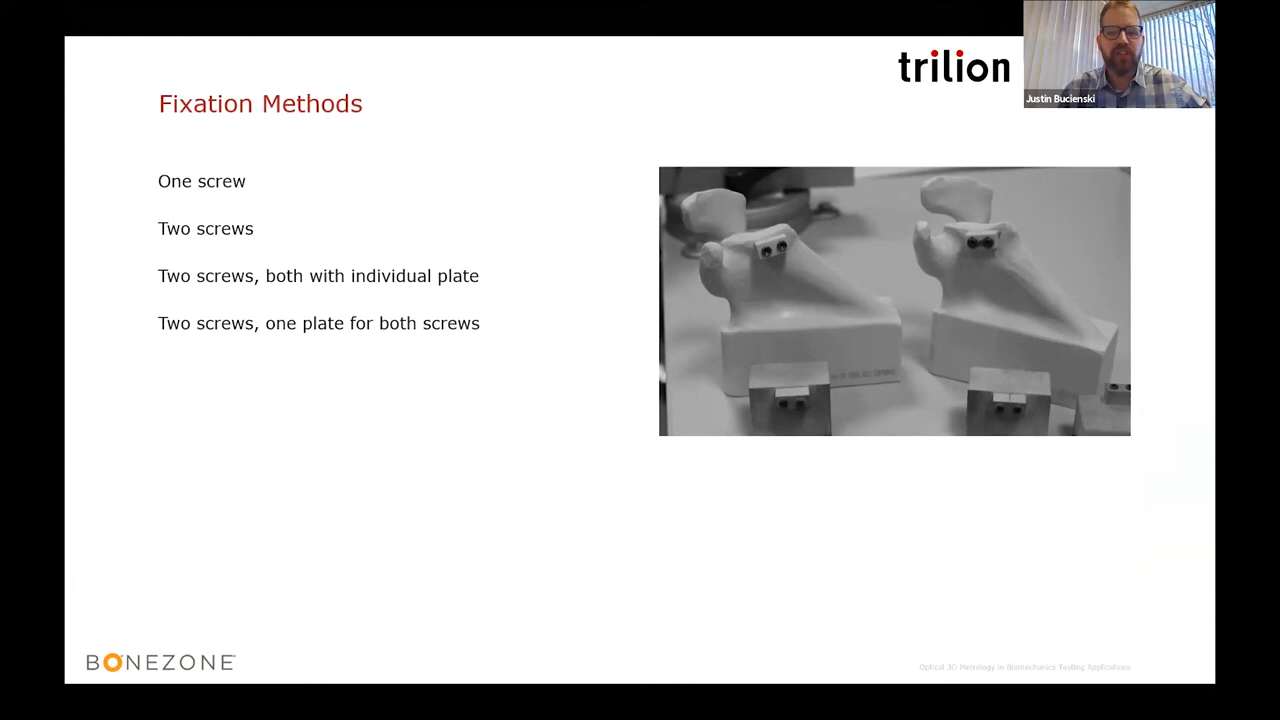 trilion
Justin Bucienski
Fixation Methods
One screw
Two screws
Two screws, both with individual plate
Two screws, one plate for both screws
BONEZONE
Optical 3D Metrology in Biomechanics Testing Applications